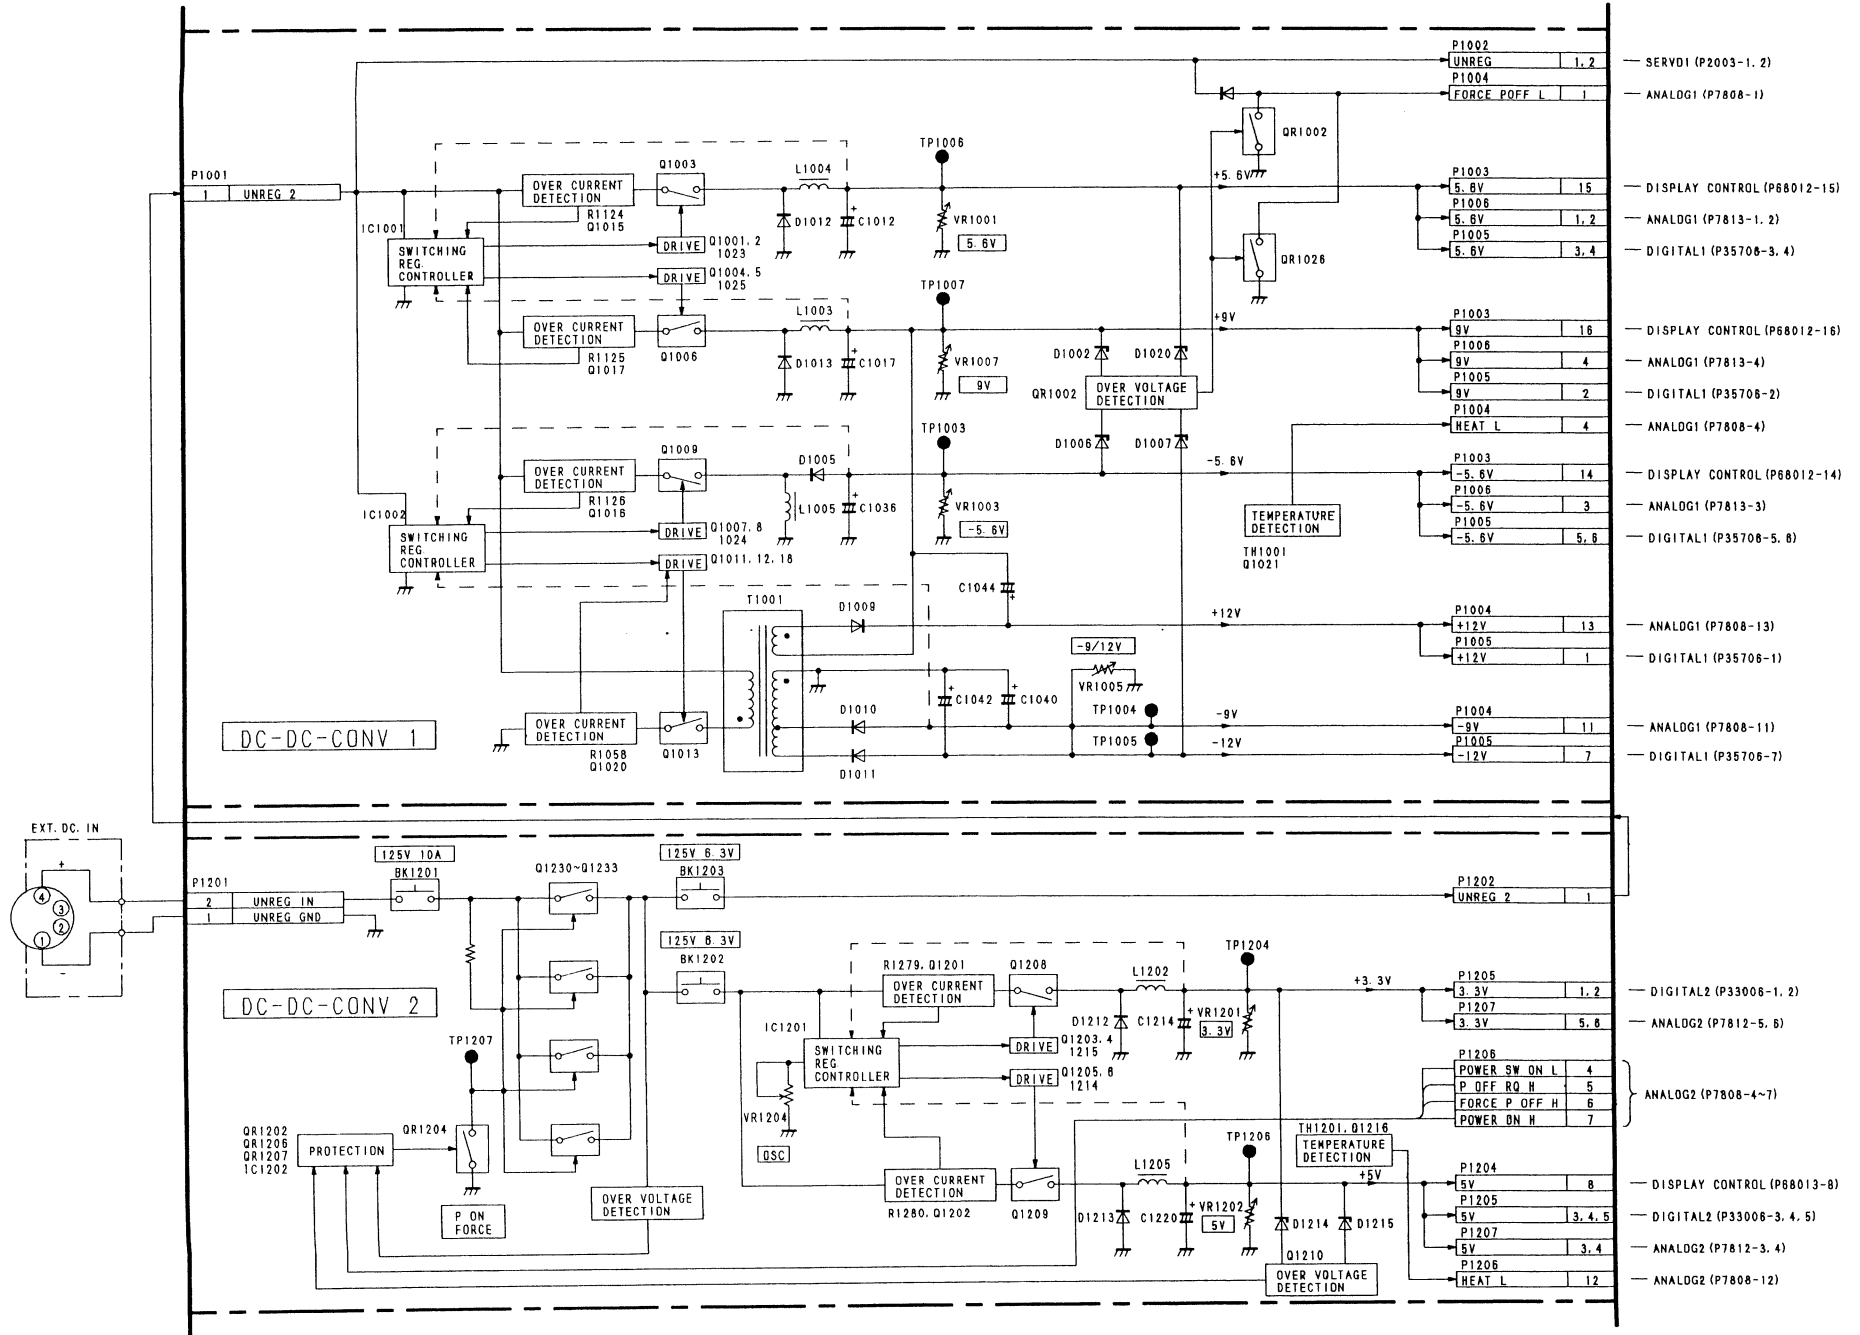 P1002
UNREG 1, 2 — SERVO1 (P2003-1. 2)
P1004
FORCE POFF L 1 — ANALOG1 (P7808-1)
QR1002
TP1006
Q1003
L1004
P1001
1 UNREG 2
OVER CURRENT
DETECTION
R1124
Q1015
D1012
C1012
+
VR1001
5. 6V
+5. 6V
P1003
5. 6V 15 — DISPLAY CONTROL (P68012-15)
P1006
5. 6V 1, 2 — ANALOG1 (P7813-1. 2)
P1005
5. 6V 3, 4 — DIGITAL1 (P35706-3. 4)
IC1001
SWITCHING
REG.
CONTROLLER
DRIVE
Q1001. 2
1023
DRIVE
Q1004. 5
1025
QR1026
TP1007
L1003
OVER CURRENT
DETECTION
R1125
Q1017
Q1006
D1013
+
C1017
VR1007
9V
+9V
D1002
D1020
QR1002
OVER VOLTAGE
DETECTION
D1006
D1007
P1003
9V 16 — DISPLAY CONTROL (P68012-16)
P1006
9V 4 — ANALOG1 (P7813-4)
P1005
9V 2 — DIGITAL1 (P35706-2)
P1004
HEAT L 4 — ANALOG1 (P7808-4)
TP1003
Q1009
D1005
OVER CURRENT
DETECTION
R1126
Q1016
L1005
+
C1036
VR1003
-5. 6V
-5. 6V
P1003
-5. 6V 14 — DISPLAY CONTROL (P68012-14)
P1006
-5. 6V 3 — ANALOG1 (P7813-3)
P1005
-5. 6V 5, 6 — DIGITAL1 (P35706-5. 6)
TEMPERATURE
DETECTION
TH1001
Q1021
IC1002
SWITCHING
REG.
CONTROLLER
DRIVE
Q1007. 8
1024
DRIVE
Q1011. 12. 18
C1044
+
T1001
D1009
+12V
P1004
+12V 13 — ANALOG1 (P7808-13)
P1005
+12V 1 — DIGITAL1 (P35706-1)
-9/12V
VR1005
+
C1042
+
C1040
TP1004
TP1005
D1010
D1011
-9V
-12V
P1004
-9V 11 — ANALOG1 (P7808-11)
P1005
-12V 7 — DIGITAL1 (P35706-7)
OVER CURRENT
DETECTION
R1058
Q1020
Q1013
DC-DC-CONV 1
EXT. DC. IN
+
4
3
2
1
-
P1201
2 UNREG IN
1 UNREG GND
125V 10A
BK1201
Q1230~Q1233
125V 6. 3V
BK1203
P1202
UNREG 2 1
125V 6. 3V
BK1202
DC-DC-CONV 2
TP1207
R1279. Q1201
OVER CURRENT
DETECTION
Q1208
L1202
TP1204
+3. 3V
D1212
C1214
+
VR1201
3. 3V
P1205
3. 3V 1, 2 — DIGITAL2 (P33006-1. 2)
P1207
3. 3V 5, 6 — ANALOG2 (P7812-5. 6)
IC1201
SWITCHING
REG
CONTROLLER
DRIVE
Q1203. 4
1215
DRIVE
Q1205. 6
1214
VR1204
OSC
P1206
POWER SW ON L 4
P OFF RQ H 5
FORCE P OFF H 6
POWER ON H 7
ANALOG2 (P7808-4~7)
QR1202
QR1206
QR1207
IC1202
PROTECTION
QR1204
P ON
FORCE
OVER VOLTAGE
DETECTION
OVER CURRENT
DETECTION
R1280. Q1202
Q1209
L1205
TP1206
TH1201. Q1216
TEMPERATURE
DETECTION
+5V
D1213
C1220
+
VR1202
5V
D1214
D1215
Q1210
OVER VOLTAGE
DETECTION
P1204
5V 8 — DISPLAY CONTROL (P68013-8)
P1205
5V 3, 4, 5 — DIGITAL2 (P33006-3. 4. 5)
P1207
5V 3, 4 — ANALOG2 (P7812-3. 4)
P1206
HEAT L 12 — ANALOG2 (P7808-12)